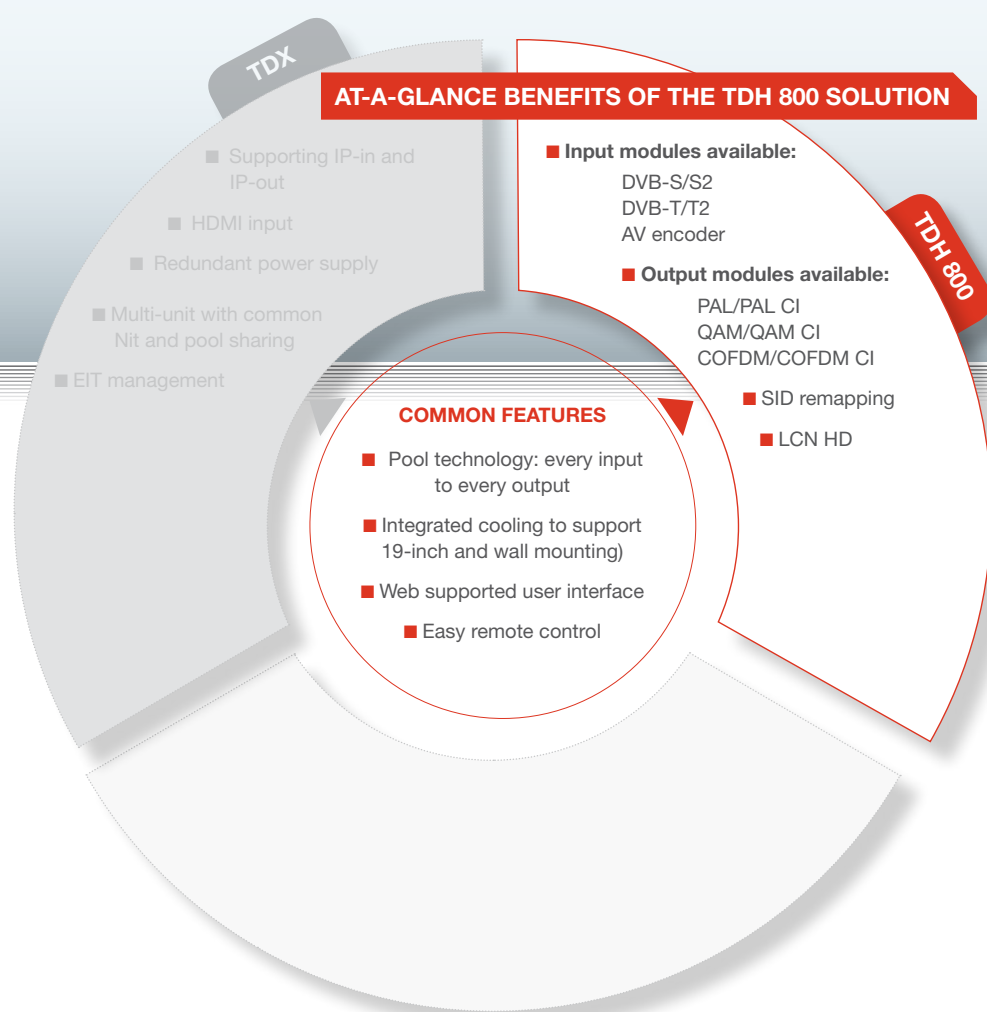 TDX
AT-A-GLANCE BENEFITS OF THE TDH 800 SOLUTION
■ Supporting IP-in and
IP-out
■ HDMI input
■ Redundant power supply
■ Multi-unit with common
Nit and pool sharing
■ EIT management
■ Input modules available:
DVB-S/S2
DVB-T/T2
AV encoder
■ Output modules available:
PAL/PAL CI
QAM/QAM CI
COFDM/COFDM CI
■ SID remapping
■ LCN HD
TDH 800
COMMON FEATURES
■ Pool technology: every input
to every output
■ Integrated cooling to support
19-inch and wall mounting)
■ Web supported user interface
■ Easy remote control